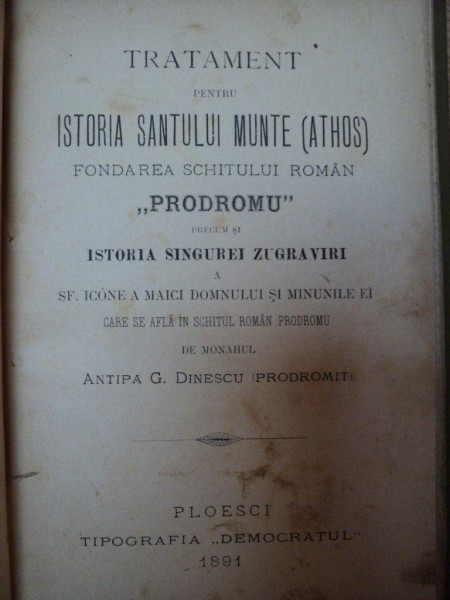 TRATAMENT
PENTRU
ISTORIA SANTULUI MUNTE (ATHOS)
FONDAREA SCHITULUI ROMÂN
„PRODROMU”
PRECUM ȘI
ISTORIA SINGUREI ZUGRAVIRI
A
SF. ICÓNE A MAICI DOMNULUI ȘI MINUNILE EĬ
CARE SE AFLĂ ÎN SCHITUL ROMÂN PRODROMU
DE MONAHUL
ANTIPA G. DINESCU (PRODROMIT)
PLOESCI
TIPOGRAFIA „DEMOCRATUL”
1891